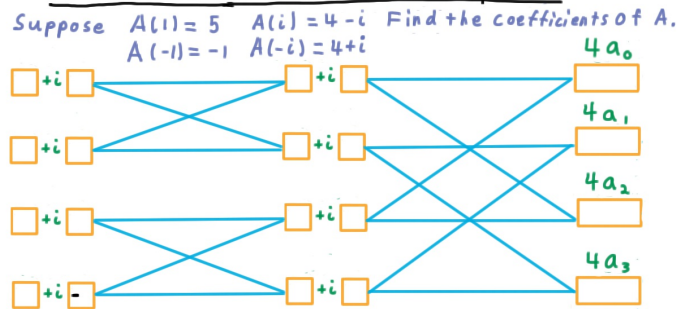 Suppose A(1) = 5 A(i) = 4 - i Find the coefficients of A.
A(-1) = -1 A(-i) = 4+i
4a₀
+i +i
4a₁
+i +i
4a₂
+i +i
4a₃
+i - +i